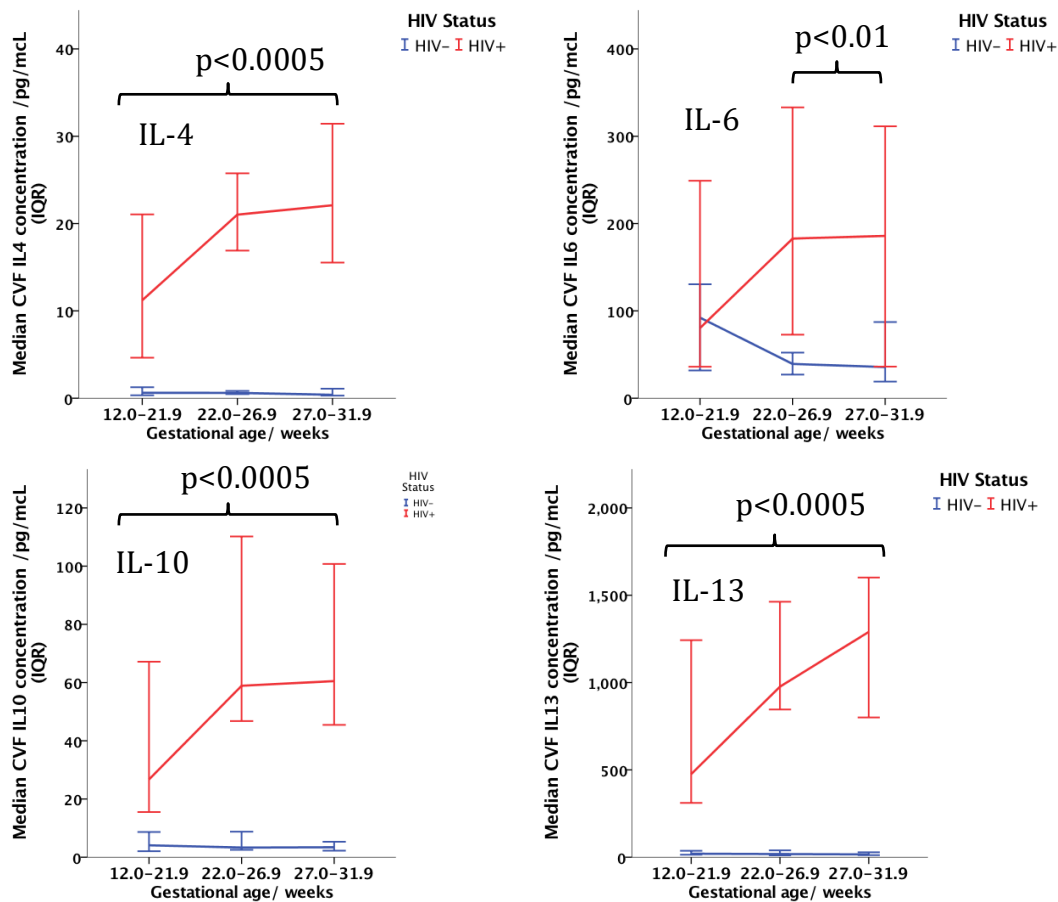 HIV Status
HIV– HIV+
p<0.0005
IL-4
40
30
20
10
0
Median CVF IL4 concentration /pg/mcL
(IQR)
12.0–21.9 22.0–26.9 27.0–31.9
Gestational age/ weeks
HIV Status
HIV– HIV+
p<0.01
IL-6
400
300
200
100
0
Median CVF IL6 concentration /pg/mcL
(IQR)
12.0–21.9 22.0–26.9 27.0–31.9
Gestational age/ weeks
HIV
Status
HIV–
HIV+
p<0.0005
IL-10
120
100
80
60
40
20
0
Median CVF IL10 concentration /pg/mcL
(IQR)
12.0–21.9 22.0–26.9 27.0–31.9
Gestational age/ weeks
HIV Status
HIV– HIV+
p<0.0005
IL-13
2,000
1,500
1,000
500
0
Median CVF IL13 concentration /pg/mcL
(IQR)
12.0–21.9 22.0–26.9 27.0–31.9
Gestational age/ weeks